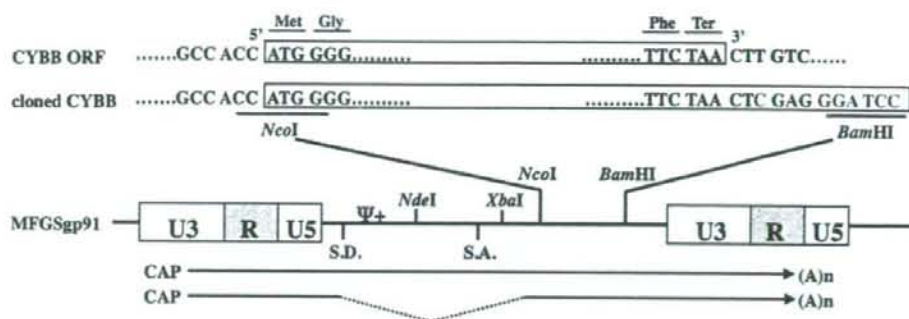 5' Met Gly Phe Ter 3'
CYBB ORF .......GCC ACC ATG GGG.......... ..........TTC TAA CTT GTC......
cloned CYBB .......GCC ACC ATG GGG.......... ..........TTC TAA CTC GAG GGATCC
NcoI BamHI
NcoI BamHI
NdeI XbaI
MFGSgp91 U3 R U5 Ψ+ U3 R U5
S.D. S.A.
CAP (A)n
CAP (A)n